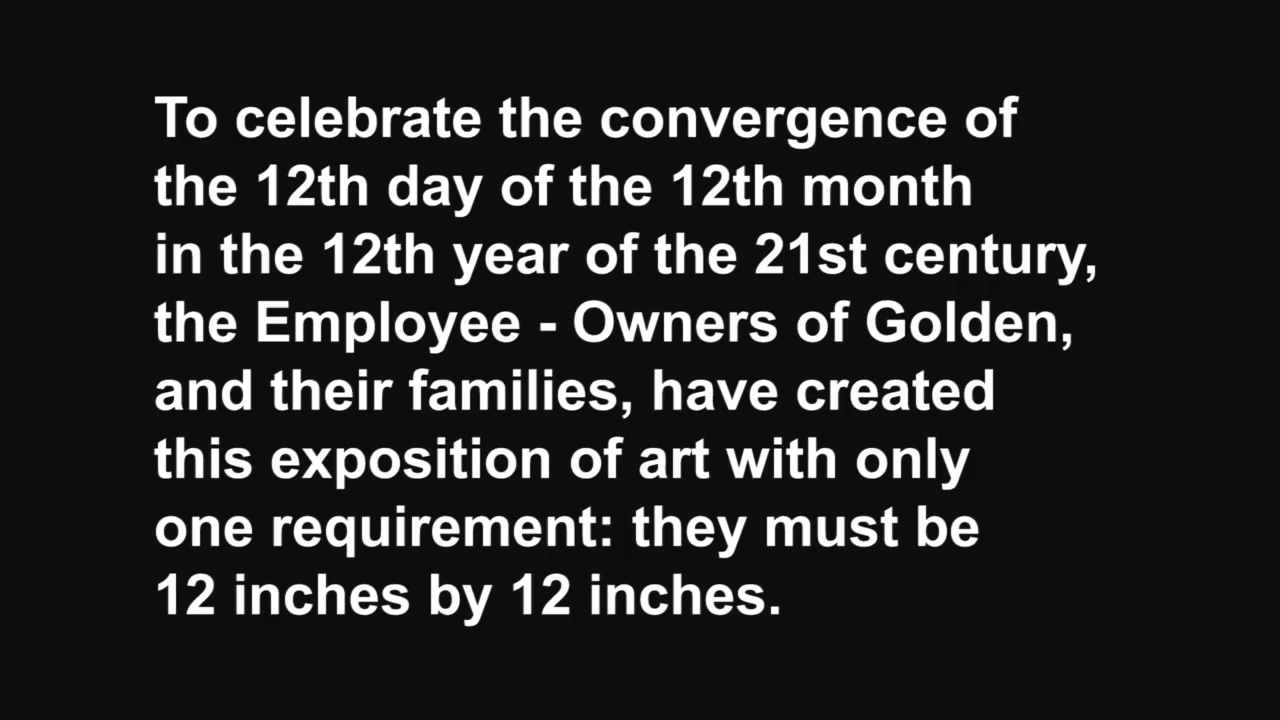 To celebrate the convergence of
the 12th day of the 12th month
in the 12th year of the 21st century,
the Employee - Owners of Golden,
and their families, have created
this exposition of art with only
one requirement: they must be
12 inches by 12 inches.